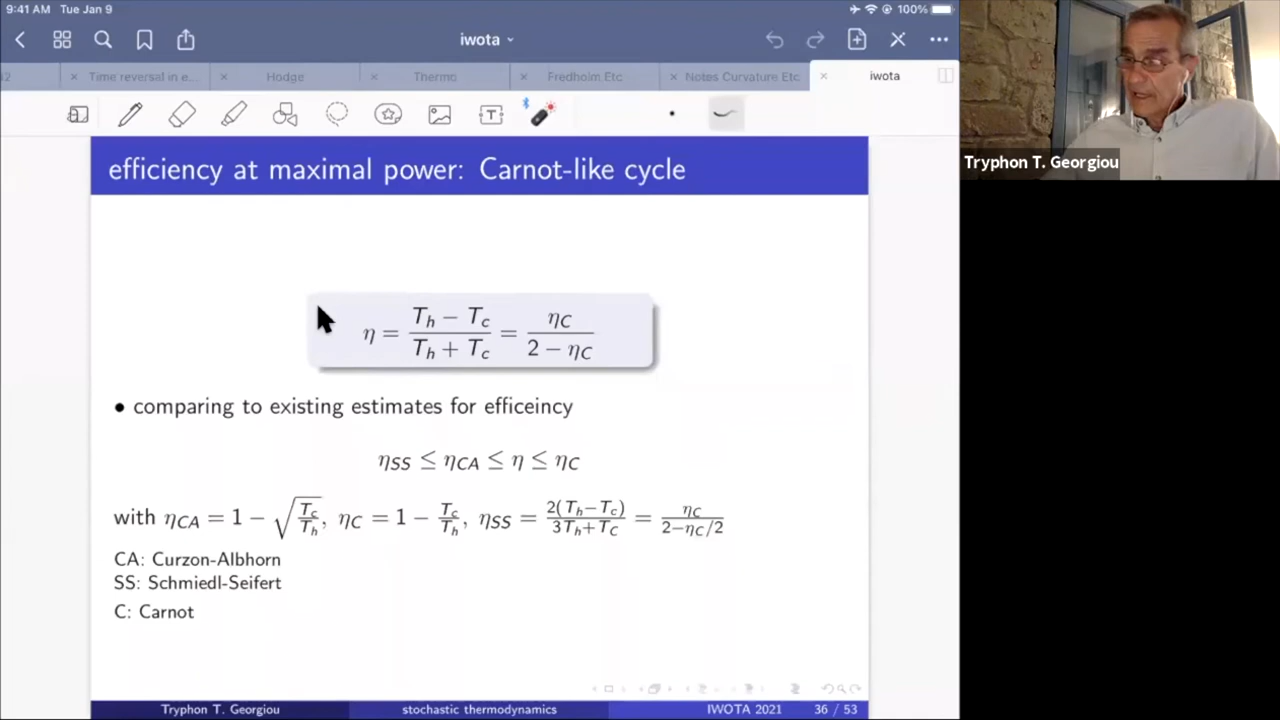 9:41 AM Tue Jan 9
100%
iwota
Time reversal in e...
Hodge
Thermo
Fredholm Etc
Notes Curvature Etc
iwota
T
efficiency at maximal power: Carnot-like cycle
η = (T_h − T_c)/(T_h + T_c) = η_C/(2 − η_C)
• comparing to existing estimates for efficeincy
η_SS ≤ η_CA ≤ η ≤ η_C
with η_CA = 1 − √(T_c/T_h), η_C = 1 − T_c/T_h, η_SS = 2(T_h−T_c)/(3T_h+T_C) = η_C/(2−η_C/2)
CA: Curzon-Albhorn
SS: Schmiedl-Seifert
C: Carnot
Tryphon T. Georgiou
stochastic thermodynamics
IWOTA 2021
36 / 53
Tryphon T. Georgiou